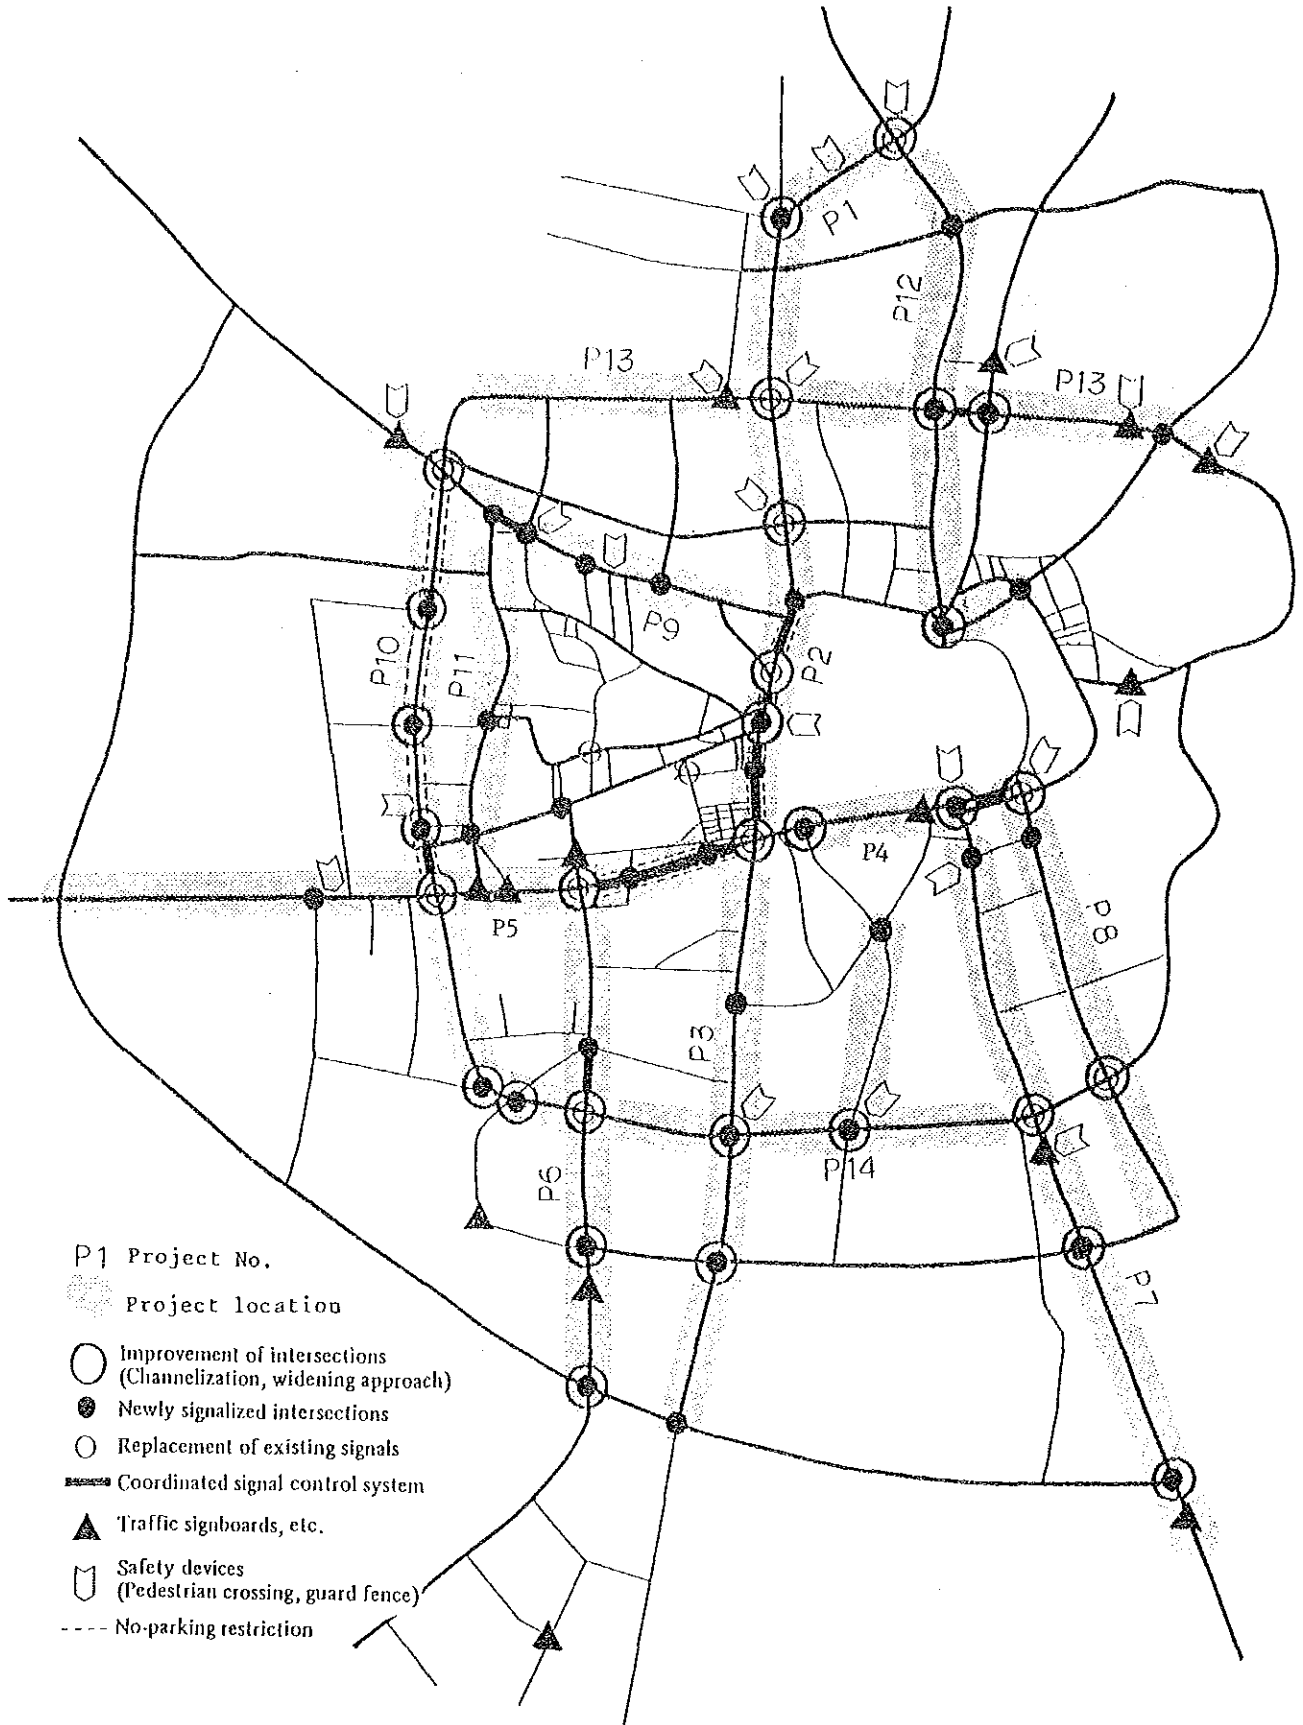 P1
P12
P13
P13
P9
P2
P10
P11
P4
P5
P8
P3
P14
P6
P7
P1 Project No.
Project location
Improvement of intersections
(Channelization, widening approach)
Newly signalized intersections
Replacement of existing signals
Coordinated signal control system
Traffic signboards, etc.
Safety devices
(Pedestrian crossing, guard fence)
No-parking restriction